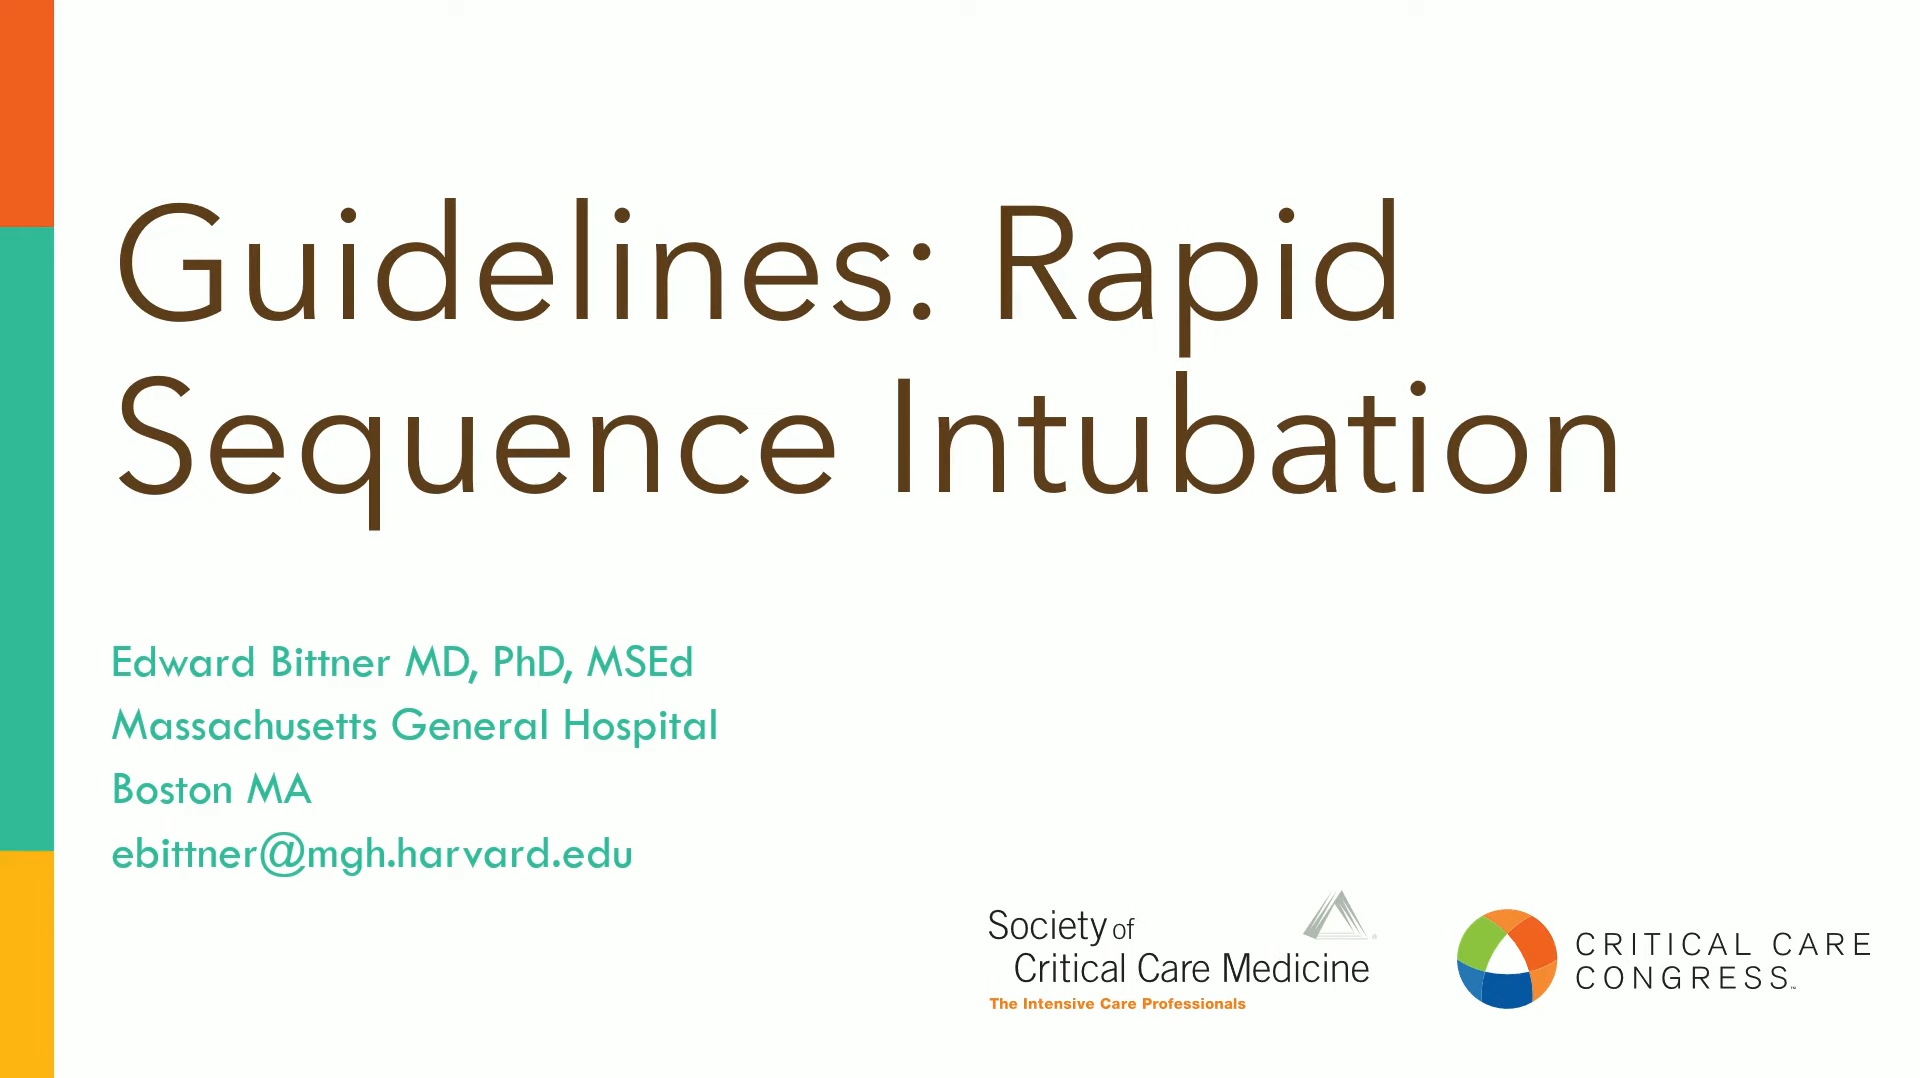 Guidelines: Rapid
Sequence Intubation
Edward Bittner MD, PhD, MSEd
Massachusetts General Hospital
Boston MA
ebittner@mgh.harvard.edu
Society of
Critical Care Medicine
The Intensive Care Professionals
CRITICAL CARE
CONGRESS™